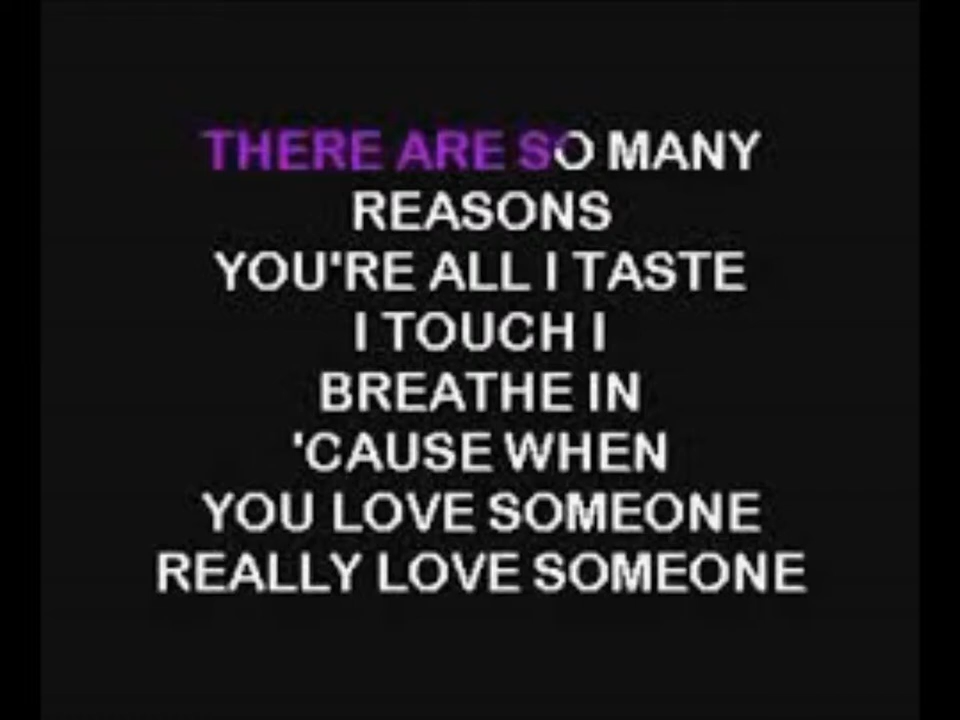 THERE ARE SO MANY
REASONS
YOU'RE ALL I TASTE
I TOUCH I
BREATHE IN
'CAUSE WHEN
YOU LOVE SOMEONE
REALLY LOVE SOMEONE